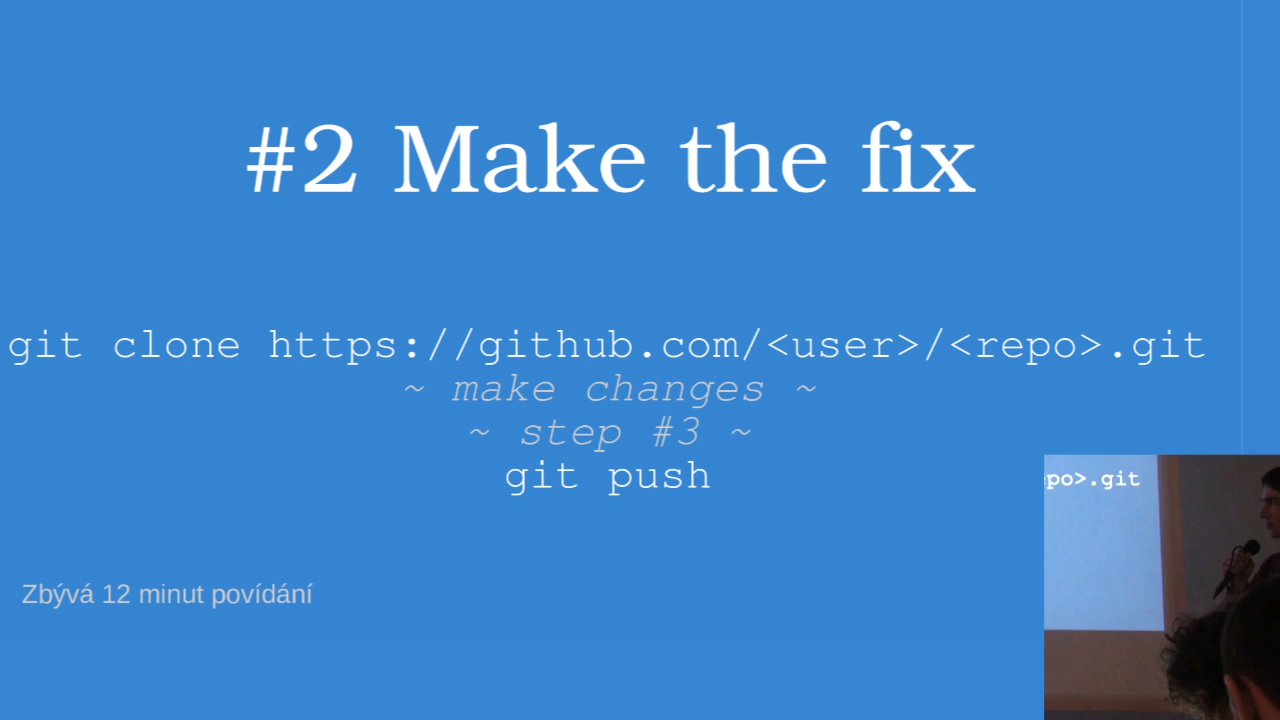 #2 Make the fix
git clone https://github.com/<user>/<repo>.git
~ make changes ~
~ step #3 ~
git push
Zbývá 12 minut povídání
epo>.git